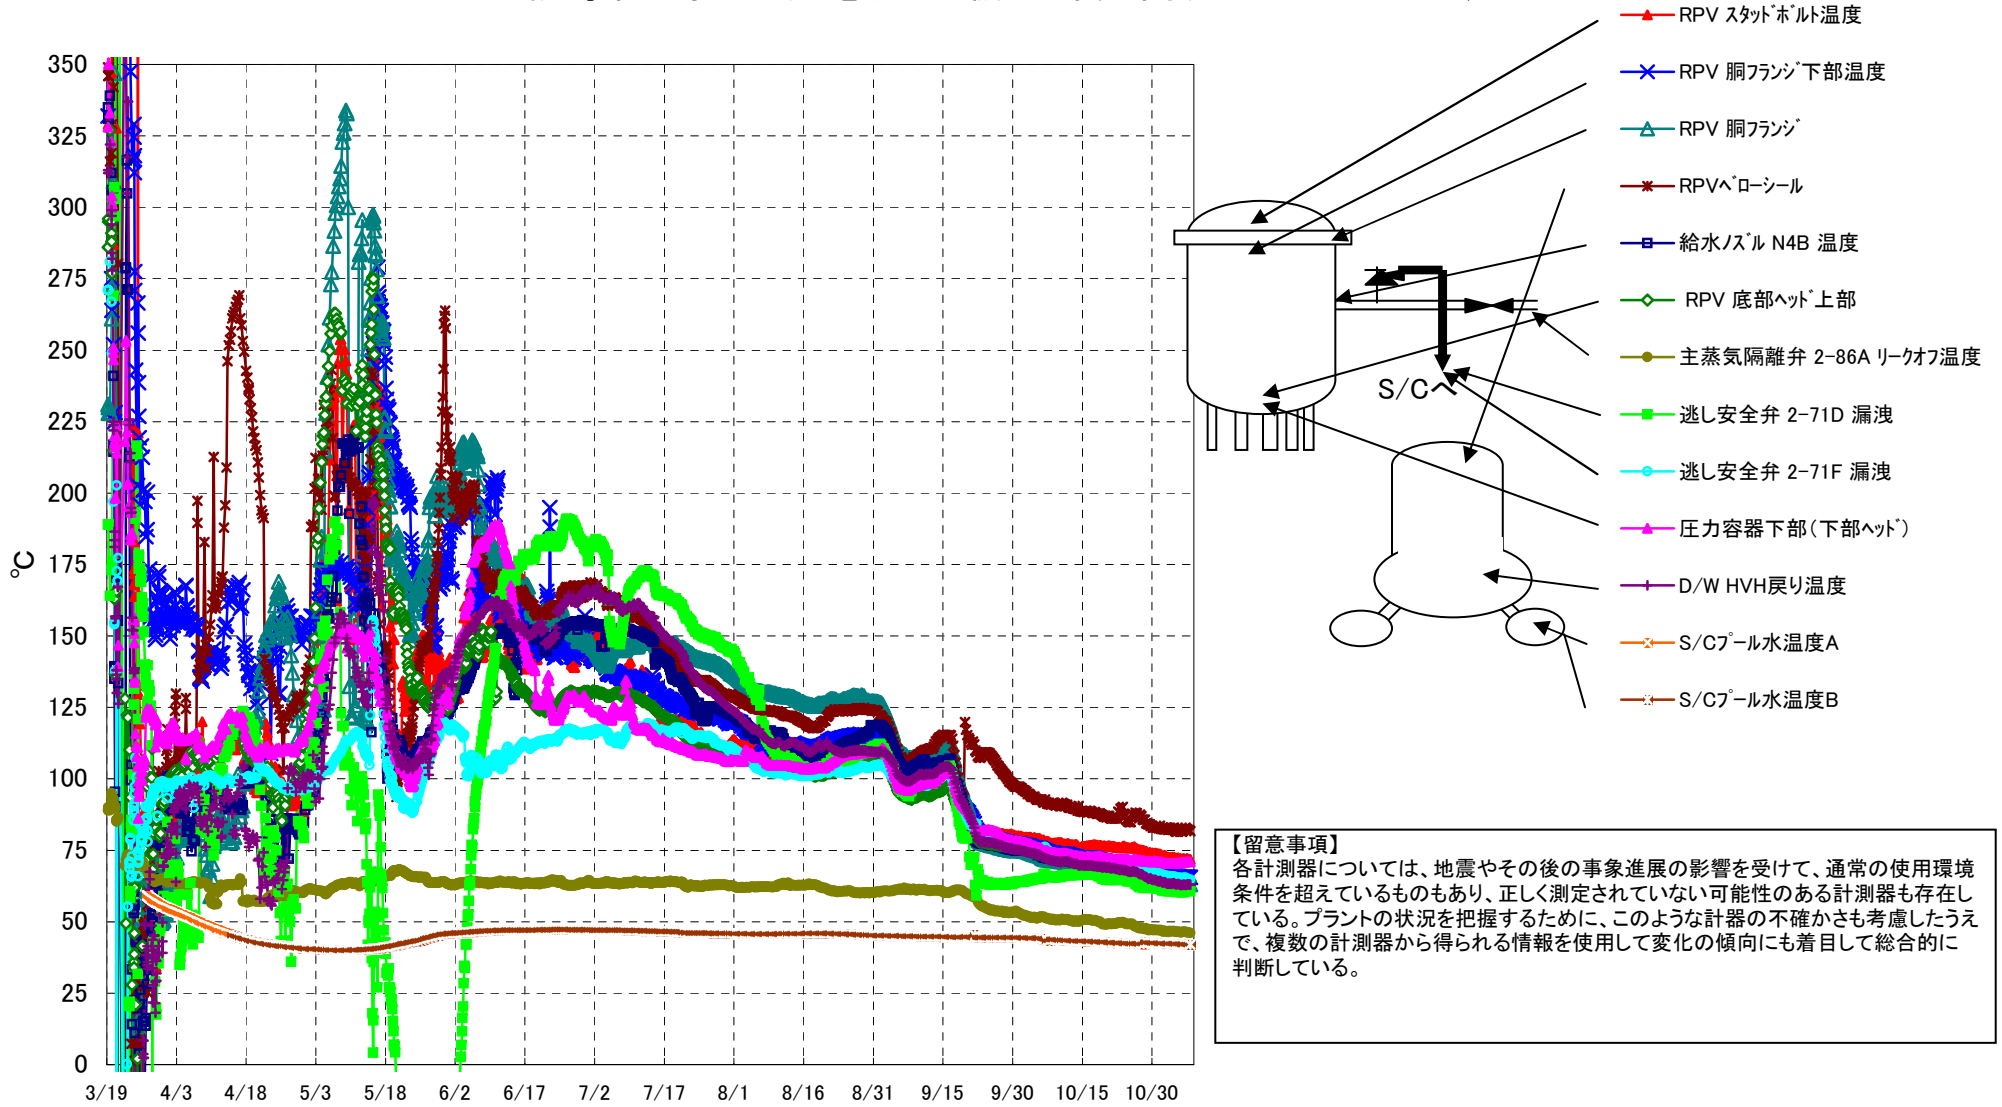 RPV スタッドボルト温度
RPV 胴フランジ下部温度
RPV 胴フランジ
RPVベローシール
給水ノズル N4B 温度
RPV 底部ヘッド上部
主蒸気隔離弁 2-86A リークオフ温度
逃し安全弁 2-71D 漏洩
逃し安全弁 2-71F 漏洩
圧力容器下部(下部ヘッド)
D/W HVH戻り温度
S/Cプール水温度A
S/Cプール水温度B
S/Cへ
℃
350
325
300
275
250
225
200
175
150
125
100
75
50
25
0
3/19 4/3 4/18 5/3 5/18 6/2 6/17 7/2 7/17 8/1 8/16 8/31 9/15 9/30 10/15 10/30
【留意事項】
各計測器については、地震やその後の事象進展の影響を受けて、通常の使用環境
条件を超えているものもあり、正しく測定されていない可能性のある計測器も存在し
ている。プラントの状況を把握するために、このような計器の不確かさも考慮したうえ
で、複数の計測器から得られる情報を使用して変化の傾向にも着目して総合的に
判断している。